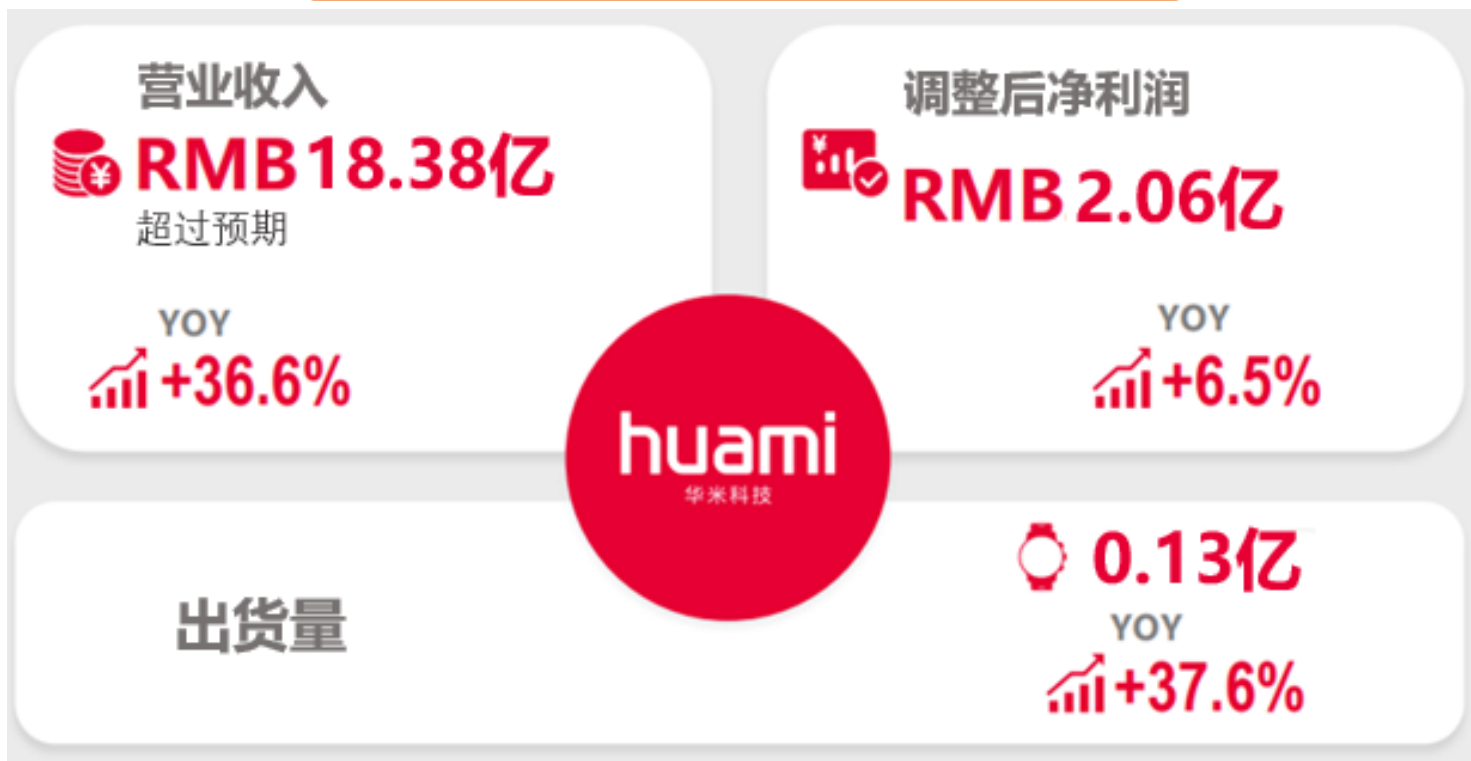 营业收入
RMB18.38亿
超过预期
YOY
+36.6%
调整后净利润
RMB 2.06亿
YOY
+6.5%
huami
华米科技
出货量
0.13亿
YOY
+37.6%